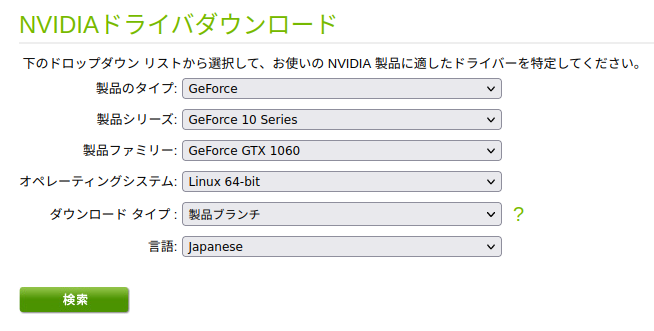 NVIDIAドライバダウンロード
下のドロップダウン リストから選択して、お使いの NVIDIA 製品に適したドライバーを特定してください。
製品のタイプ: GeForce
製品シリーズ: GeForce 10 Series
製品ファミリー: GeForce GTX 1060
オペレーティングシステム: Linux 64-bit
ダウンロード タイプ : 製品ブランチ ?
言語: Japanese
検索